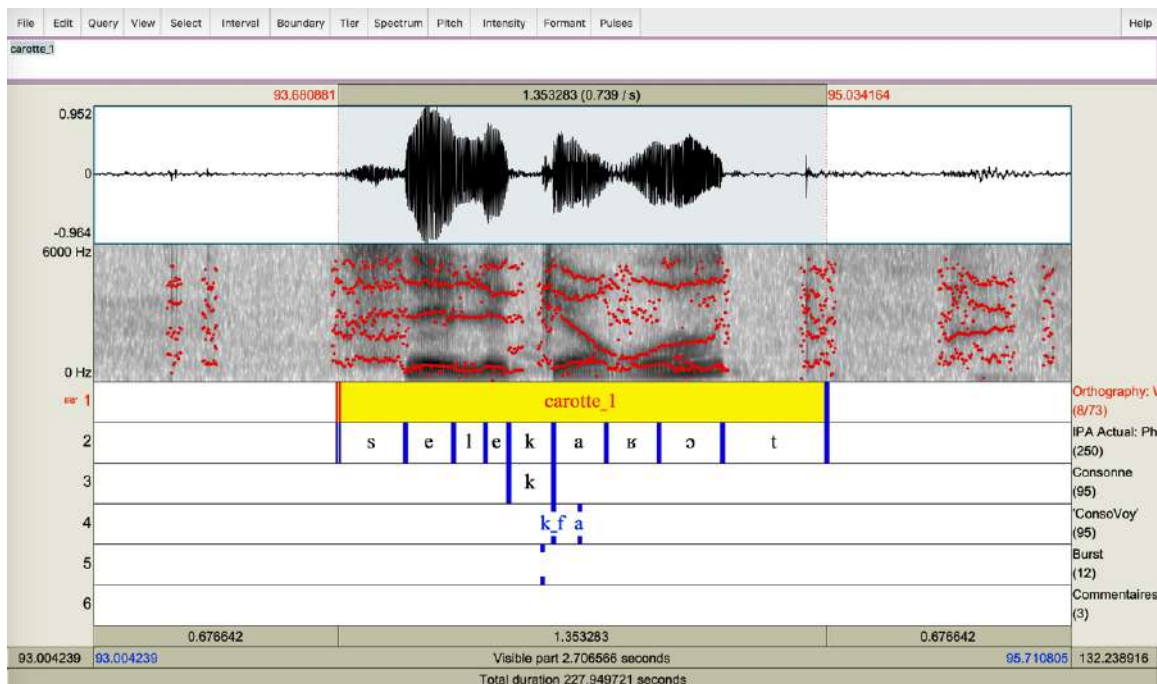 File Edit Query View Select Interval Boundary Tier Spectrum Pitch Intensity Formant Pulses Help
carotte_1
93.680881 1.353283 (0.739 / s) 95.034164
0.952
0
-0.964
6000 Hz
0 Hz
1 carotte_1 Orthography:
(8/73)
2 s e l e k a ʁ ɔ t IPA Actual: Ph
(250)
3 k Consonne
(95)
4 k_f a 'ConsoVoy'
(95)
5 Burst
(12)
6 Commentaires
(3)
0.676642 1.353283 0.676642
93.004239 93.004239 Visible part 2.706566 seconds 95.710805 132.238916
Total duration 227.949721 seconds